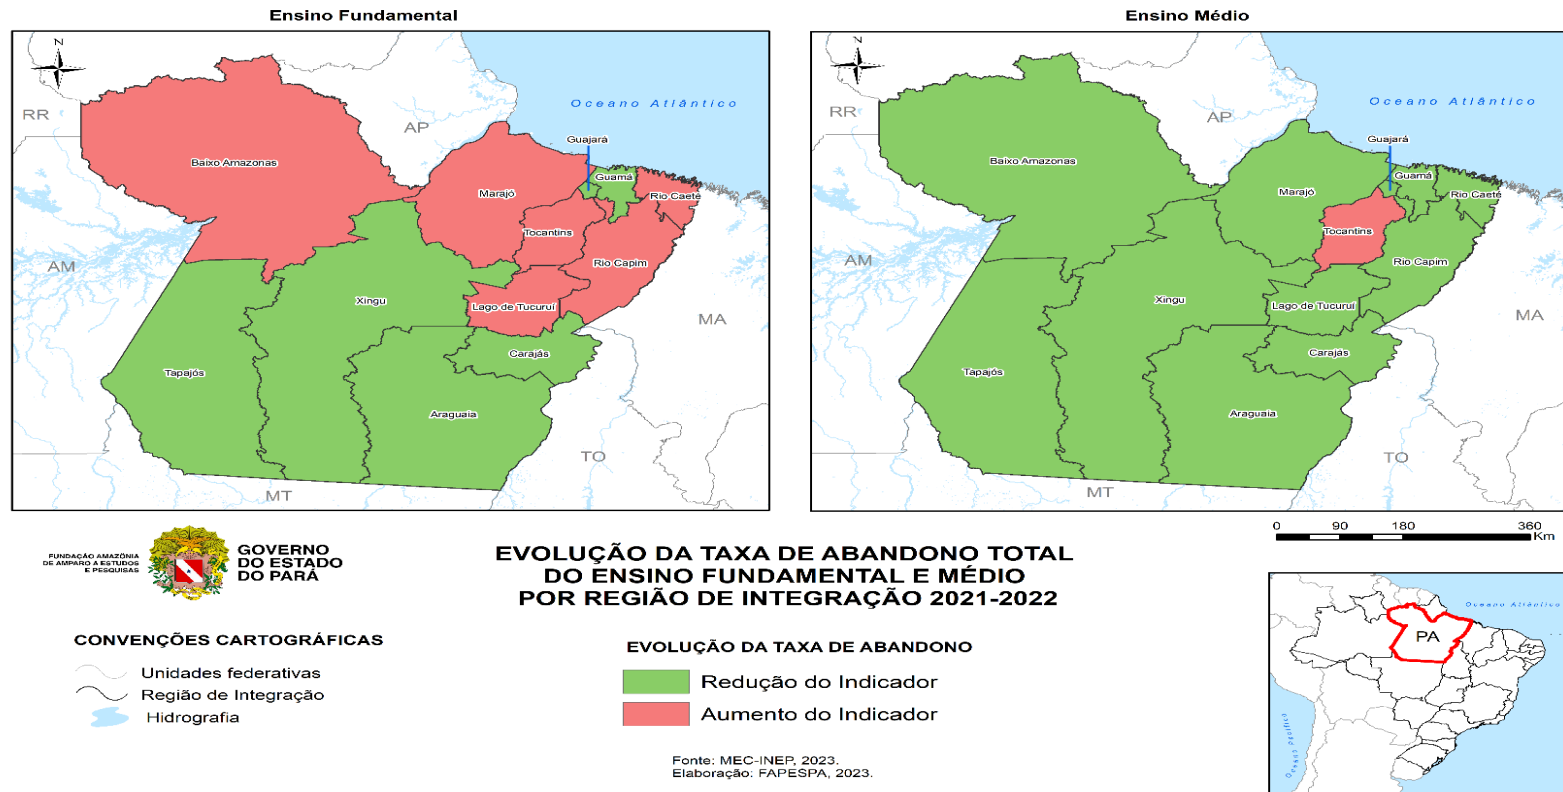 Ensino Fundamental
Ensino Médio
N
Oceano Atlântico
RR
AP
Guajará
Baixo Amazonas
Guamá
Marajó
Rio Caeté
Tocantins
Rio Capim
AM
Xingu
Lago de Tucuruí
MA
Carajás
Tapajós
Araguaia
TO
MT
N
Oceano Atlântico
RR
AP
Guajará
Baixo Amazonas
Guamá
Marajó
Rio Caeté
Tocantins
AM
Rio Capim
Xingu
Lago de Tucuruí
MA
Carajás
Tapajós
Araguaia
TO
MT
0 90 180 360
Km
FUNDAÇÃO AMAZÔNIA
DE AMPARO A ESTUDOS
E PESQUISAS
GOVERNO
DO ESTADO
DO PARÁ
EVOLUÇÃO DA TAXA DE ABANDONO TOTAL
DO ENSINO FUNDAMENTAL E MÉDIO
POR REGIÃO DE INTEGRAÇÃO 2021-2022
CONVENÇÕES CARTOGRÁFICAS
Unidades federativas
Região de Integração
Hidrografia
EVOLUÇÃO DA TAXA DE ABANDONO
Redução do Indicador
Aumento do Indicador
Fonte: MEC-INEP, 2023.
Elaboração: FAPESPA, 2023.
Oceano Atlântico
PA
Oceano Pacífico